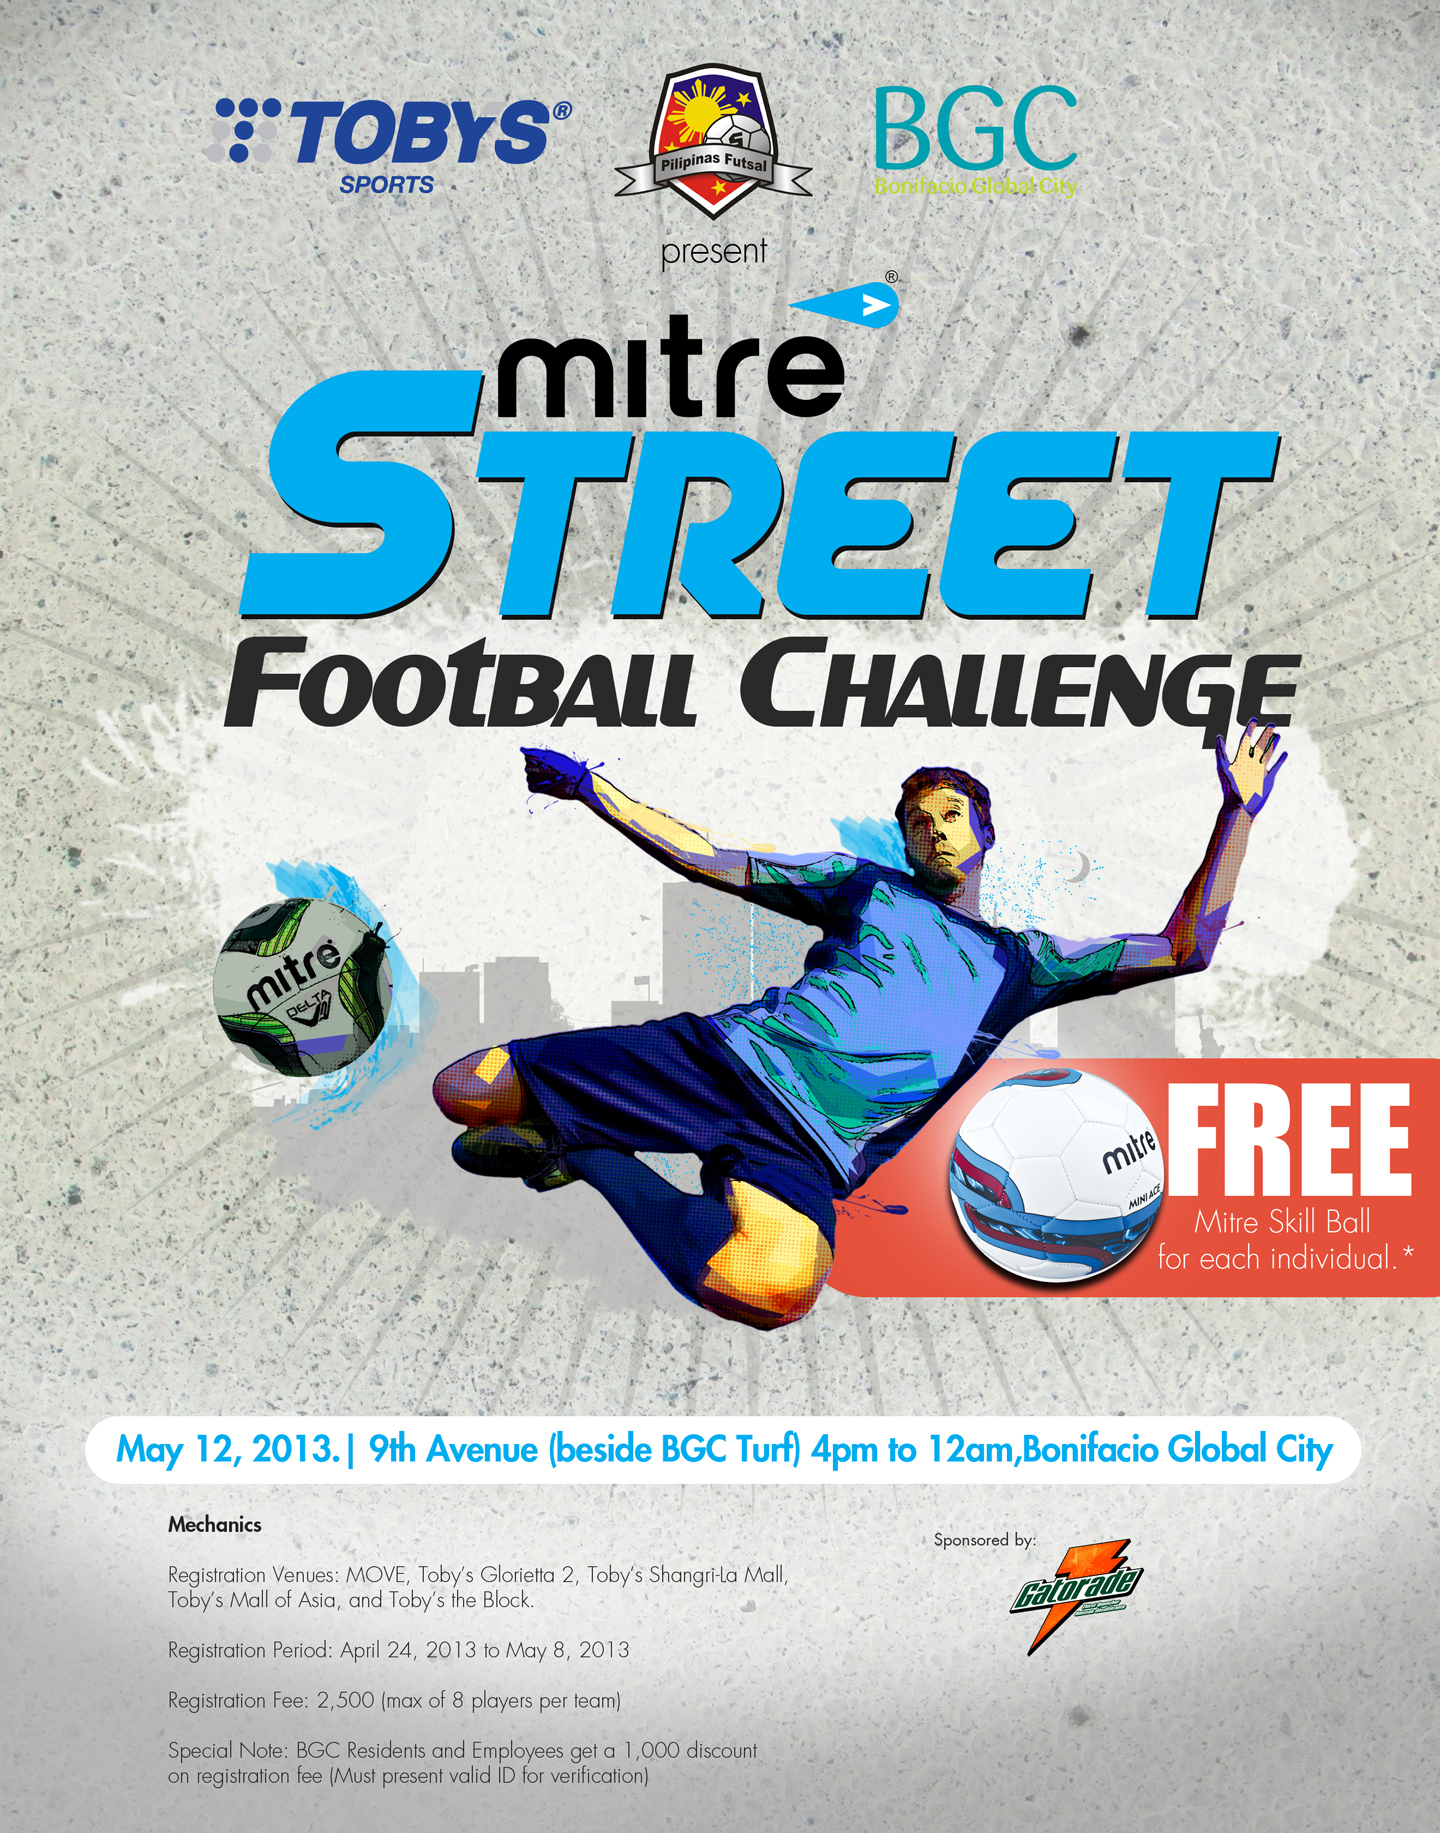 TOBYS®
SPORTS
Pilipinas Futsal
BGC
Bonifacio Global City
present
mitre®
STREET
FOOTBALL CHALLENGE
mitre
DELTA
mitre
MINI ACE
FREE
Mitre Skill Ball
for each individual.*
May 12, 2013.| 9th Avenue (beside BGC Turf) 4pm to 12am,Bonifacio Global City
Mechanics
Registration Venues: MOVE, Toby's Glorietta 2, Toby's Shangri-La Mall,
Toby's Mall of Asia, and Toby's the Block.
Registration Period: April 24, 2013 to May 8, 2013
Registration Fee: 2,500 (max of 8 players per team)
Special Note: BGC Residents and Employees get a 1,000 discount
on registration fee (Must present valid ID for verification)
Sponsored by:
Gatorade